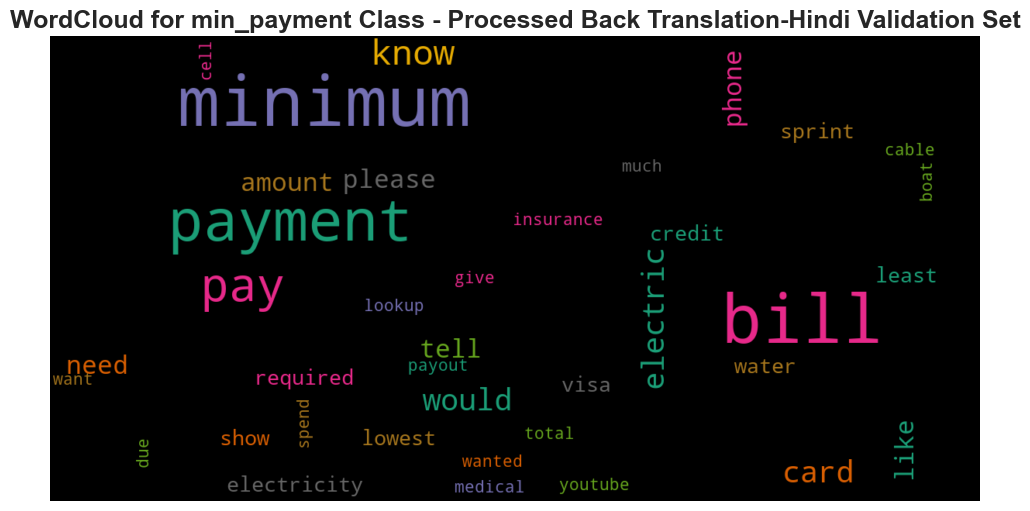 WordCloud for min_payment Class - Processed Back Translation-Hindi Validation Set
cell
know
minimum
phone
sprint
cable
boat
much
amount
please
payment
insurance
credit
electric
least
pay
give
lookup
bill
tell
need
payout
water
want
required
visa
would
spend
show
lowest
total
due
like
wanted
card
electricity
medical
youtube